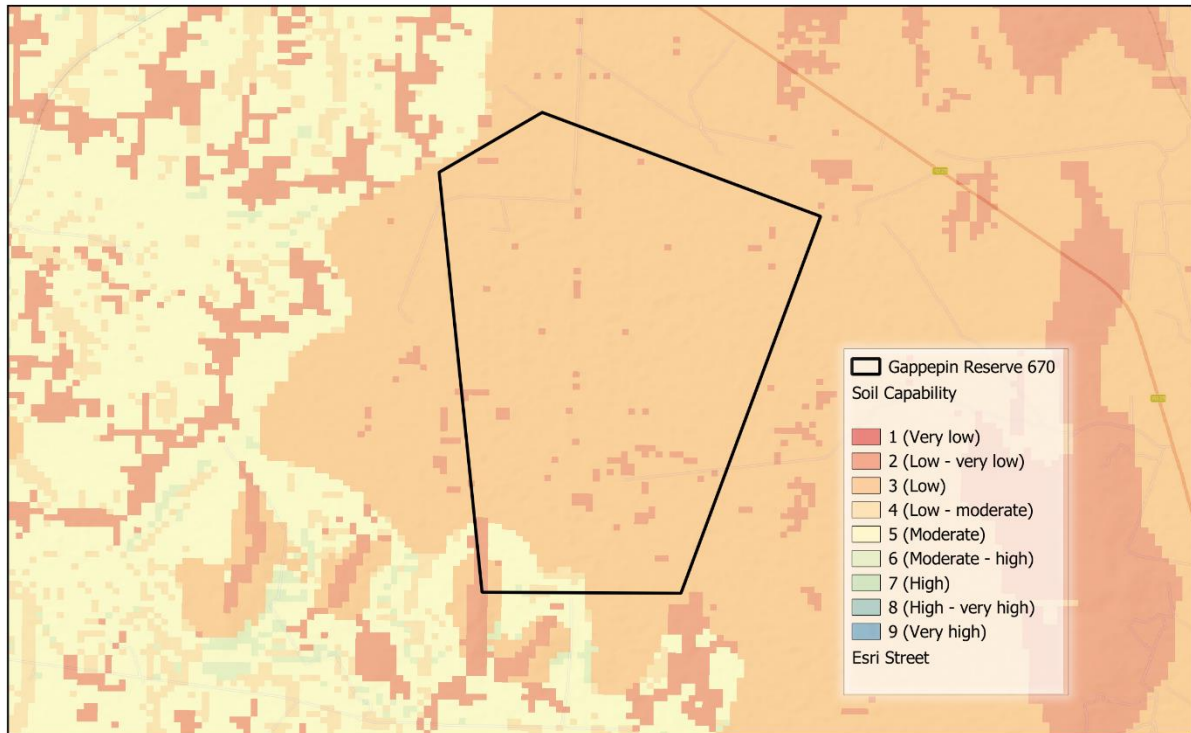 Gappepin Reserve 670
Soil Capability
1 (Very low)
2 (Low - very low)
3 (Low)
4 (Low - moderate)
5 (Moderate)
6 (Moderate - high)
7 (High)
8 (High - very high)
9 (Very high)
Esri Street